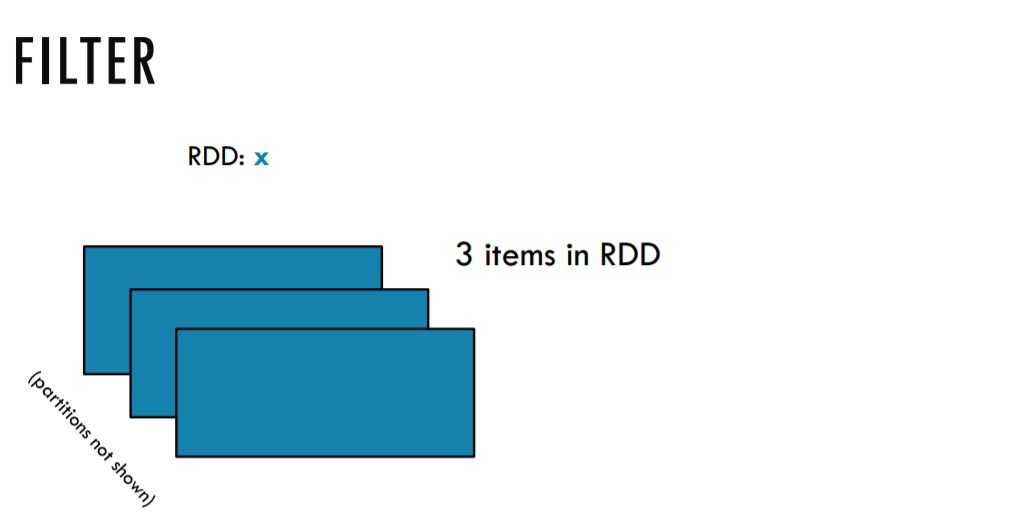 FILTER
RDD: x
3 items in RDD
(partitions not shown)